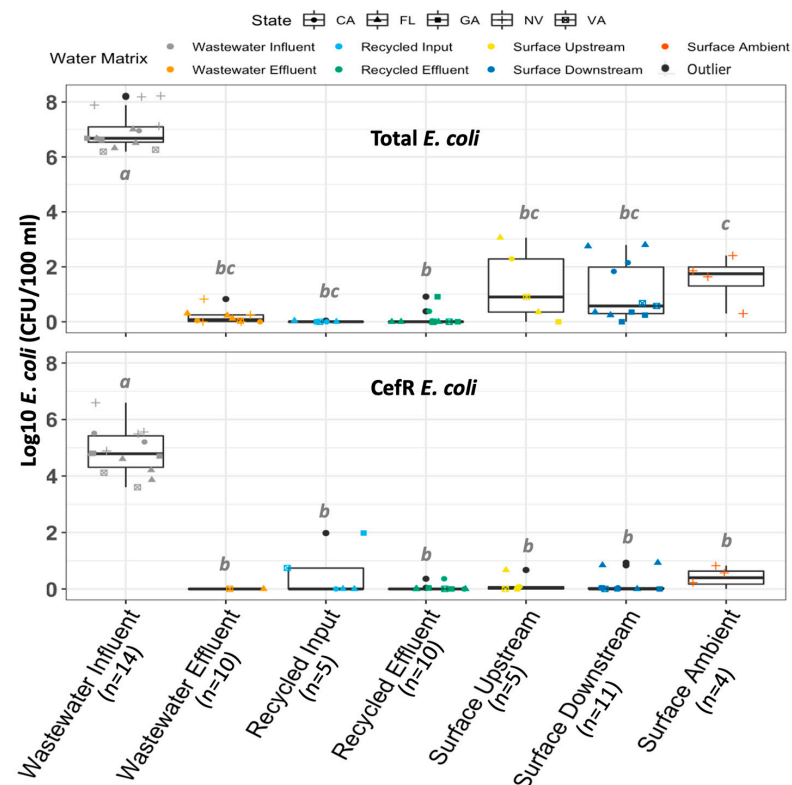 State CA FL GA NV VA
Water Matrix
Wastewater Influent Recycled Input Surface Upstream Surface Ambient
Wastewater Effluent Recycled Effluent Surface Downstream Outlier
Log10 E. coli (CFU/100 ml)
8
6
4
2
0
Total E. coli
a
bc
bc
b
bc
bc
c
8
6
4
2
0
CefR E. coli
a
b
b
b
b
b
b
Wastewater Influent
(n=14)
Wastewater Effluent
(n=10)
Recycled Input
(n=5)
Recycled Effluent
(n=10)
Surface Upstream
(n=5)
Surface Downstream
(n=11)
Surface Ambient
(n=4)